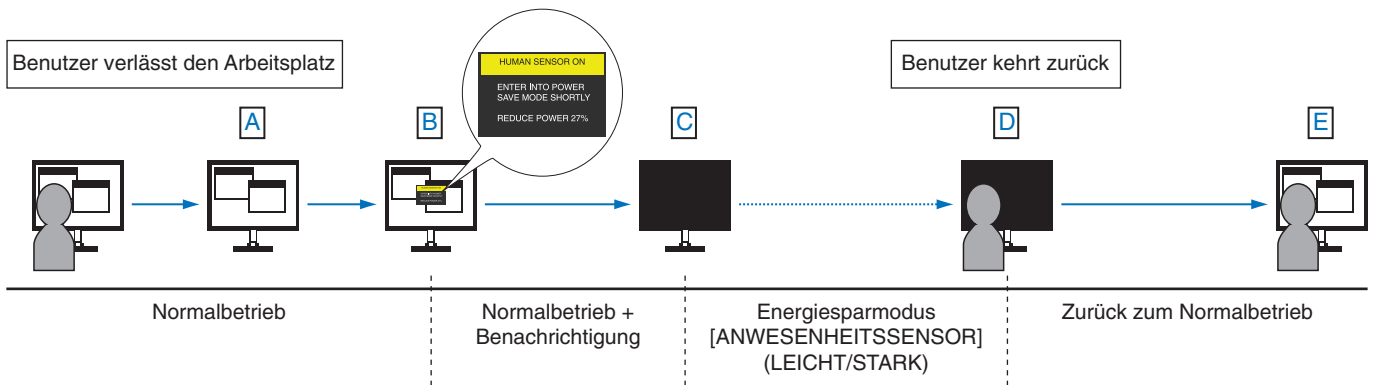 Benutzer verlässt den Arbeitsplatz
HUMAN SENSOR ON
ENTER INTO POWER
SAVE MODE SHORTLY
REDUCE POWER 27%
Benutzer kehrt zurück
A
B
C
D
E
Normalbetrieb
Normalbetrieb +
Benachrichtigung
Energiesparmodus
[ANWESENHEITSSENSOR]
(LEICHT/STARK)
Zurück zum Normalbetrieb